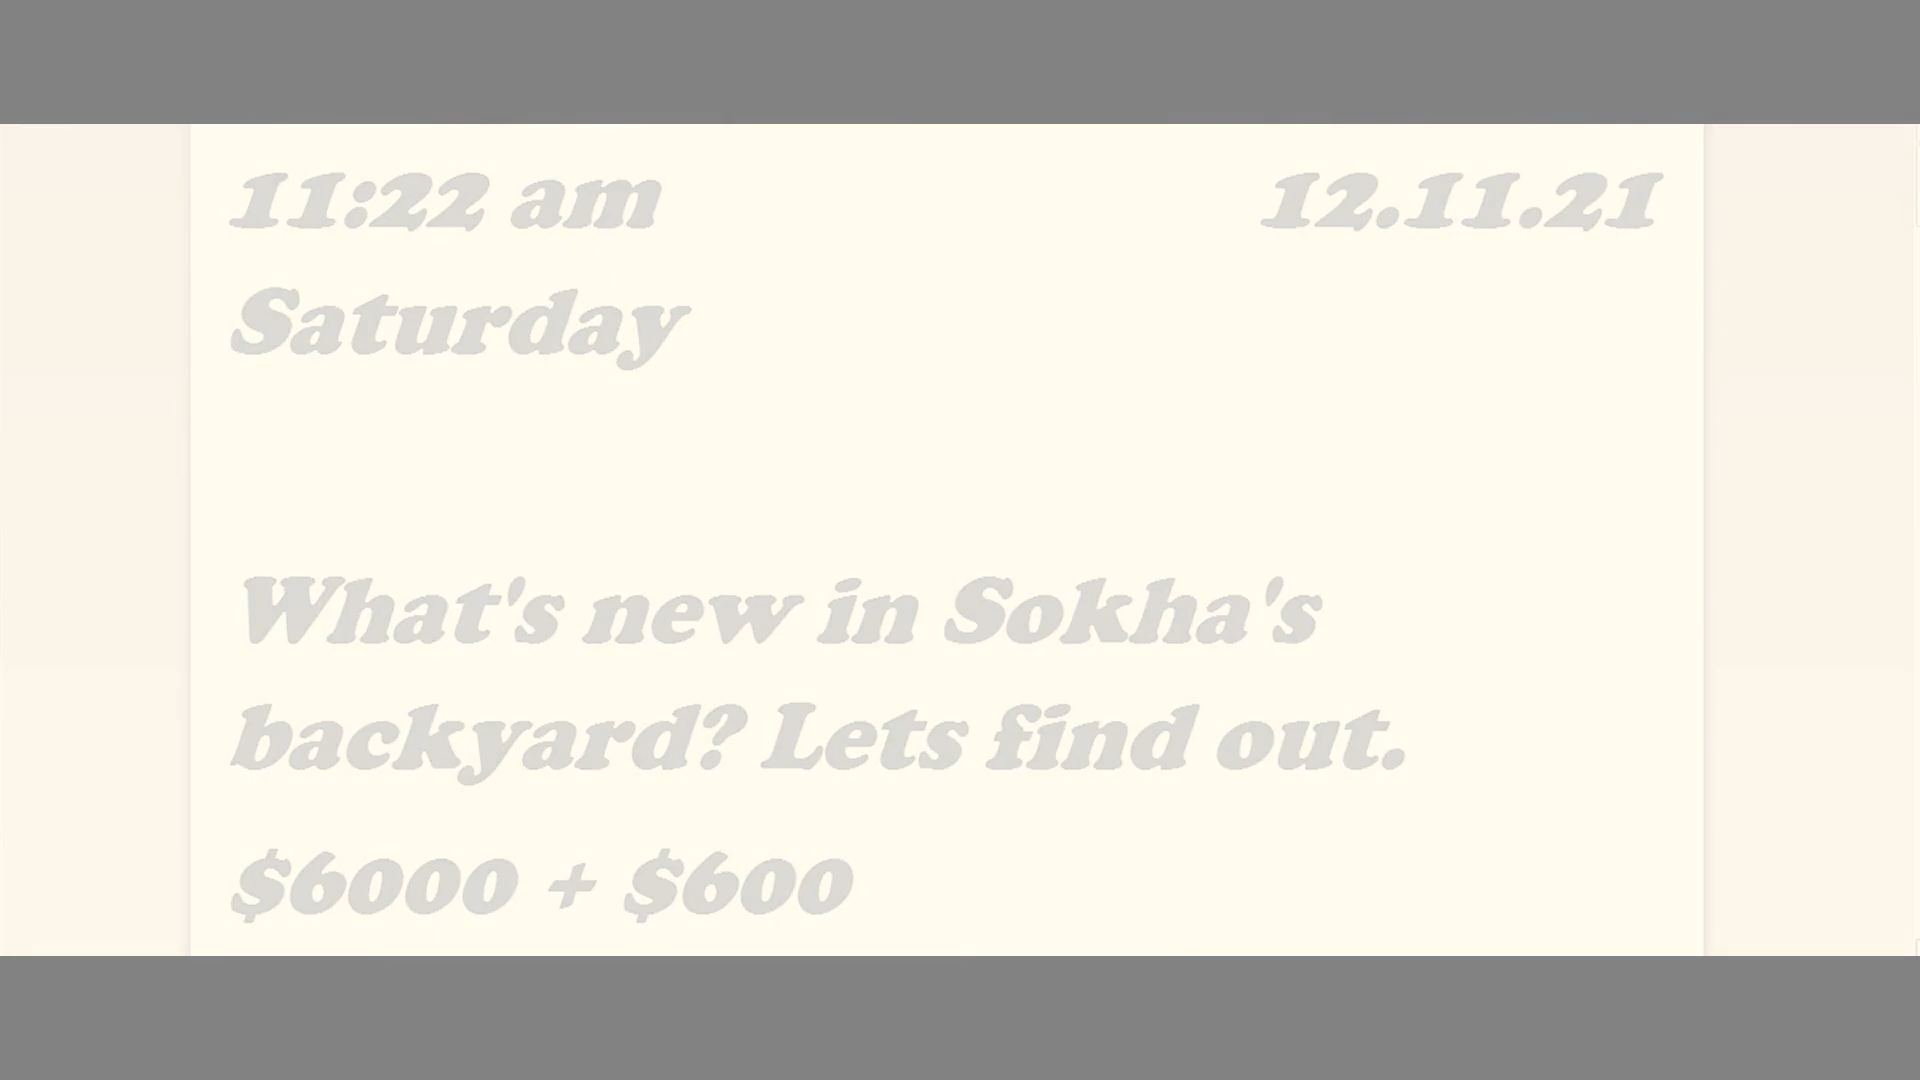 11:22 am 12.11.21
Saturday
What's new in Sokha's
backyard? Lets find out.
$6000 + $600